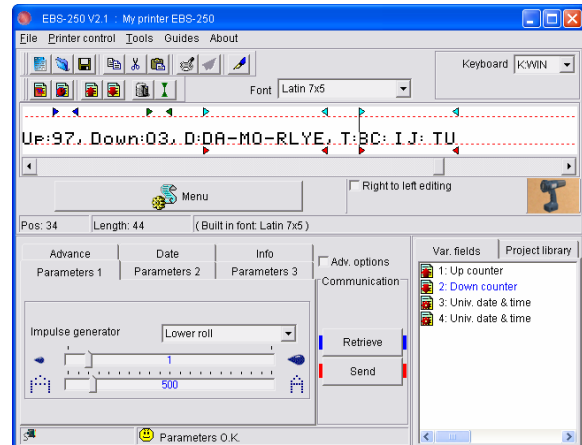 EBS-250 V2.1 : My printer EBS-250
File Printer control Tools Guides About
Keyboard K:WIN
Font Latin 7x5
Up:97, Down:03, D:DA-MO-RLYE, T:BC: IJ: TU
Menu
Right to left editing
Pos: 34 Length: 44 ( Built in font: Latin 7x5 )
Advance Date Info
Parameters 1 Parameters 2 Parameters 3
Adv. options
Communication
Impulse generator Lower roll
1
500
Retrieve
Send
Var. fields Project library
1: Up counter
2: Down counter
3: Univ. date & time
4: Univ. date & time
Parameters O.K.